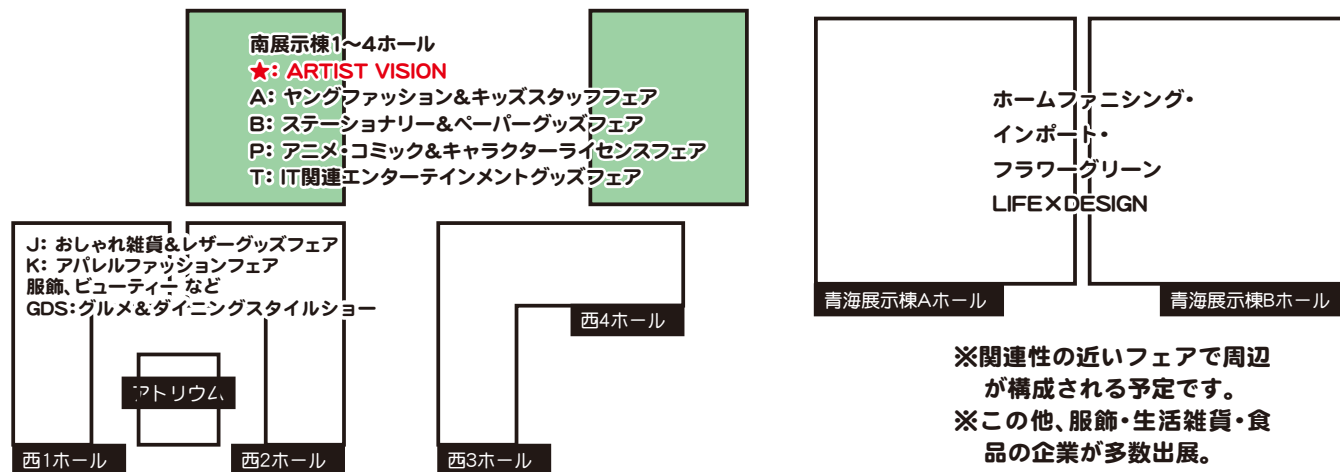 南展示棟1〜4ホール
★: ARTIST VISION
A: ヤングファッション&キッズスタッフフェア
B: ステーショナリー&ペーパーグッズフェア
P: アニメ・コミック&キャラクターライセンスフェア
T: IT関連エンターテインメントグッズフェア
J: おしゃれ雑貨&レザーグッズフェア
K: アパレルファッションフェア
服飾、ビューティー など
GDS:グルメ&ダイニングスタイルショー
アトリウム
西1ホール
西2ホール
西4ホール
西3ホール
ホームファニシング・
インポート・
フラワーグリーン
LIFE×DESIGN
青海展示棟Aホール
青海展示棟Bホール
※関連性の近いフェアで周辺
が構成される予定です。
※この他、服飾・生活雑貨・食
品の企業が多数出展。